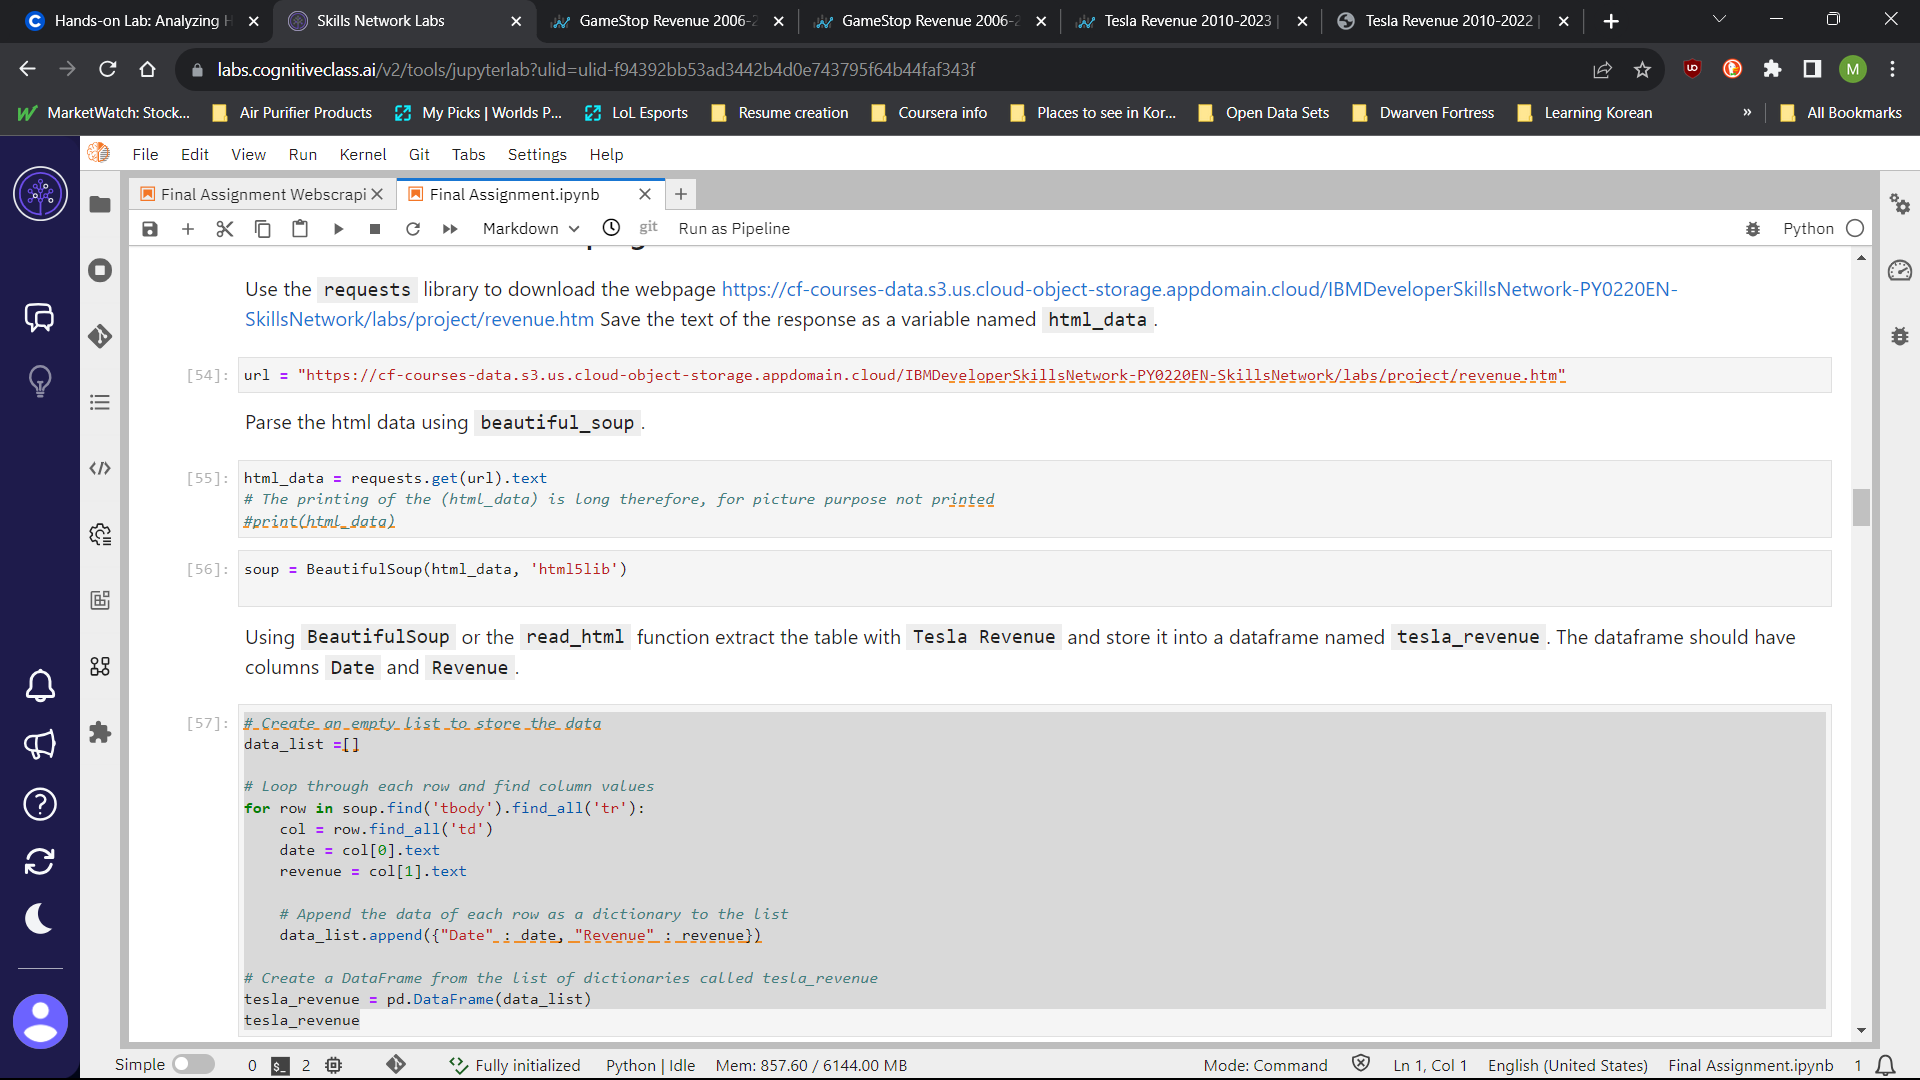 Hands-on Lab: Analyzing H
Skills Network Labs
GameStop Revenue 2006-2
GameStop Revenue 2006-2
Tesla Revenue 2010-2023 |
Tesla Revenue 2010-2022 |
labs.cognitiveclass.ai/v2/tools/jupyterlab?ulid=ulid-f94392bb53ad3442b4d0e743795f64b44faf343f
M
MarketWatch: Stock...
Air Purifier Products
My Picks | Worlds P...
LoL Esports
Resume creation
Coursera info
Places to see in Kor...
Open Data Sets
Dwarven Fortress
Learning Korean
»
All Bookmarks
File Edit View Run Kernel Git Tabs Settings Help
Final Assignment Webscrapi
Final Assignment.ipynb
Markdown
git
Run as Pipeline
Python
Use the requests library to download the webpage https://cf-courses-data.s3.us.cloud-object-storage.appdomain.cloud/IBMDeveloperSkillsNetwork-PY0220EN-
SkillsNetwork/labs/project/revenue.htm Save the text of the response as a variable named html_data .
[54]: url = "https://cf-courses-data.s3.us.cloud-object-storage.appdomain.cloud/IBMDeveloperSkillsNetwork-PY0220EN-SkillsNetwork/labs/project/revenue.htm"
Parse the html data using beautiful_soup .
[55]: html_data = requests.get(url).text
# The printing of the (html_data) is long therefore, for picture purpose not printed
#print(html_data)
[56]: soup = BeautifulSoup(html_data, 'html5lib')
Using BeautifulSoup or the read_html function extract the table with Tesla Revenue and store it into a dataframe named tesla_revenue . The dataframe should have
columns Date and Revenue .
[57]: # Create an empty list to store the data
data_list =[]
# Loop through each row and find column values
for row in soup.find('tbody').find_all('tr'):
    col = row.find_all('td')
    date = col[0].text
    revenue = col[1].text
    # Append the data of each row as a dictionary to the list
    data_list.append({"Date" : date, "Revenue" : revenue})
# Create a DataFrame from the list of dictionaries called tesla_revenue
tesla_revenue = pd.DataFrame(data_list)
tesla_revenue
Simple
0
2
Fully initialized
Python | Idle
Mem: 857.60 / 6144.00 MB
Mode: Command
Ln 1, Col 1
English (United States)
Final Assignment.ipynb
1